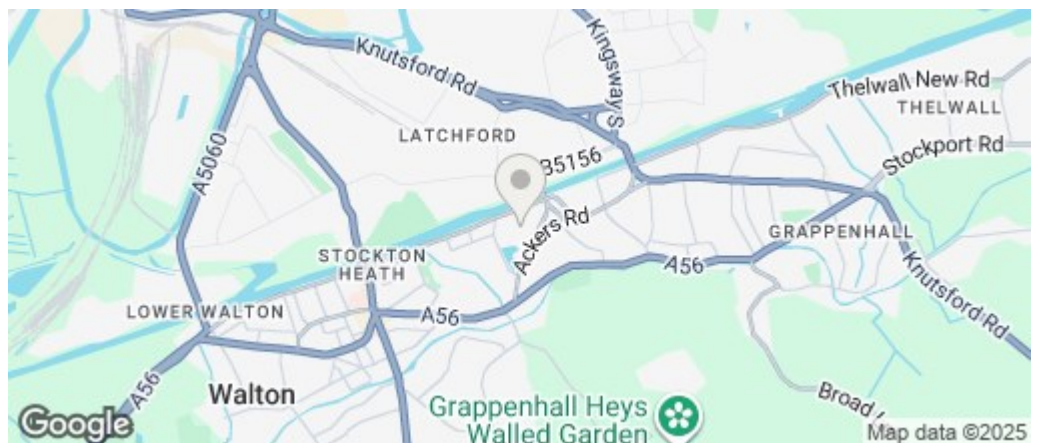 Knutsford Rd
Kingsway S
Thelwall New Rd
THELWALL
LATCHFORD
B5156
Stockport Rd
A5060
Ackers Rd
GRAPPENHALL
STOCKTON
HEATH
A56
Knutsford Rd
LOWER WALTON
A56
A56
Walton
Broad
Grappenhall Heys
Walled Garden
Google
Map data ©2025